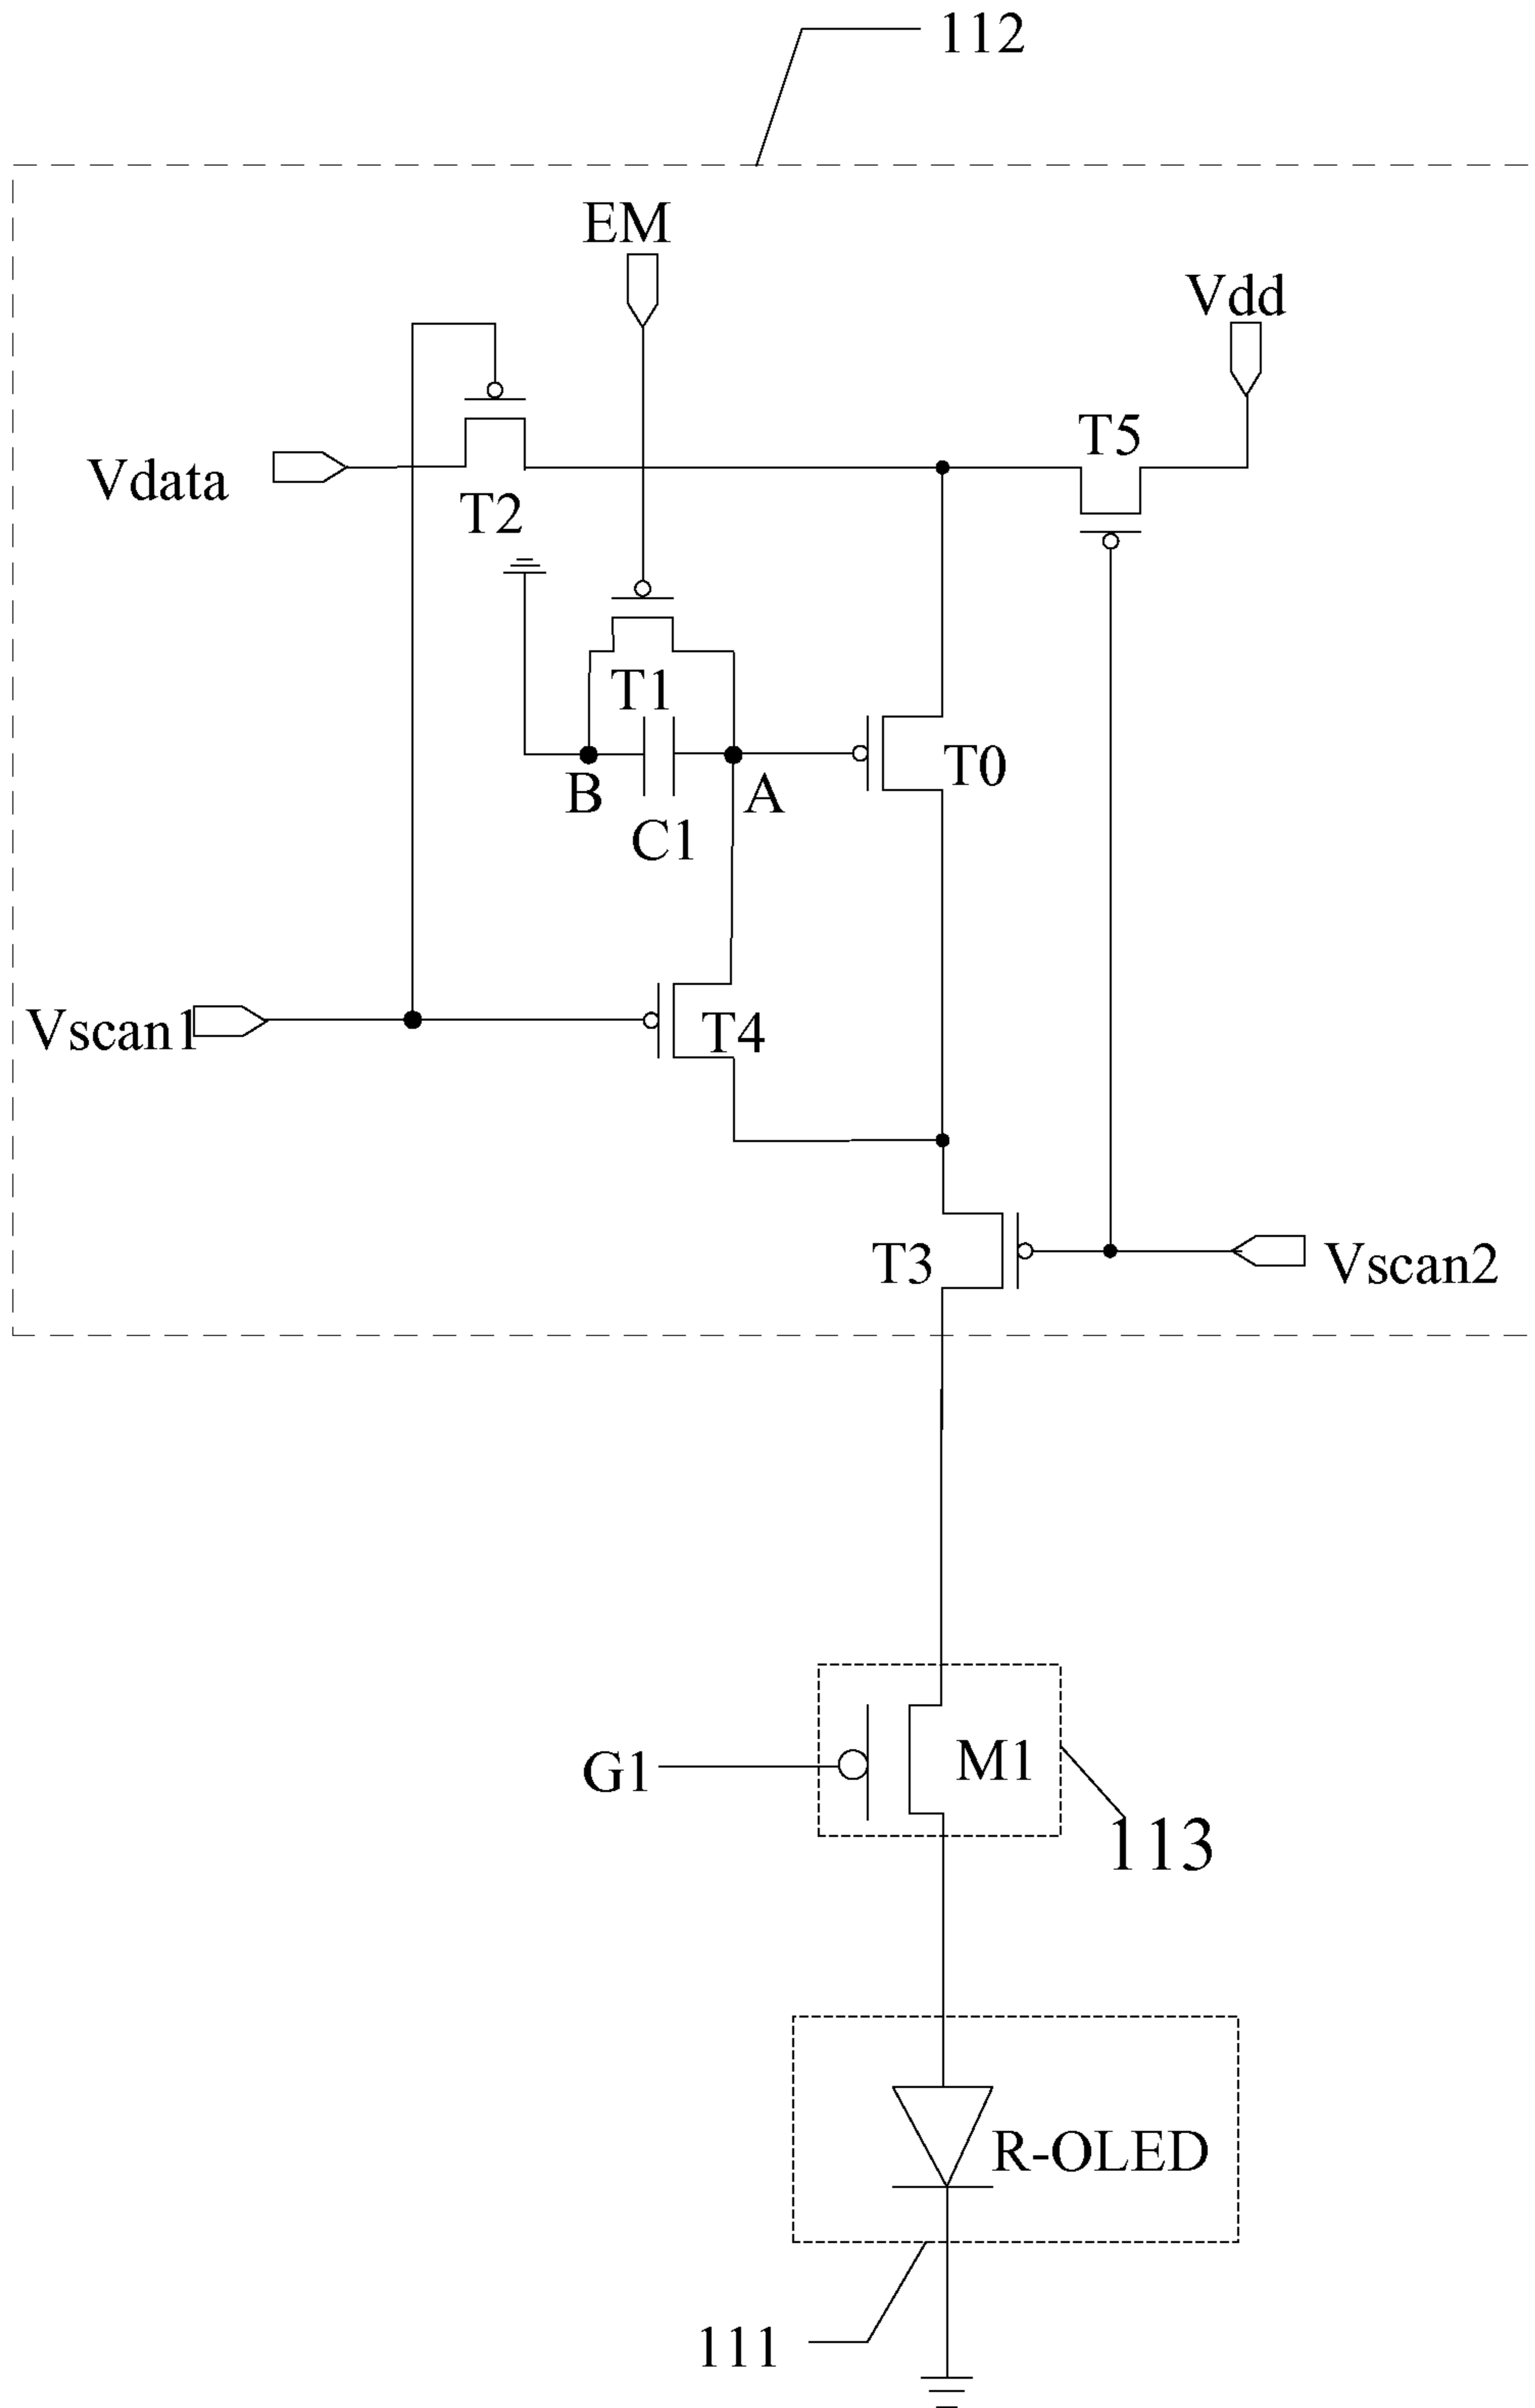 112
EM
Vdd
T5
Vdata
T2
T1
T0
B
A
C1
Vscan1
T4
T3
Vscan2
G1
M1
113
R-OLED
111